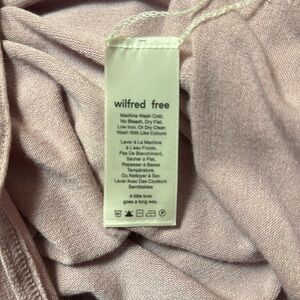 wilfred free
Machine Wash Cold,
No Bleach, Dry Flat,
Low Iron, Or Dry Clean
Wash With Like Colours
Laver à La Machine
à L'eau Froide,
Pas De Blanchiment,
Sécher à Plat,
Repasser à Basse
Température,
Ou Nettoyer à Sec
Laver Avec Des Couleurs
Semblables
A little love
goes a long way.